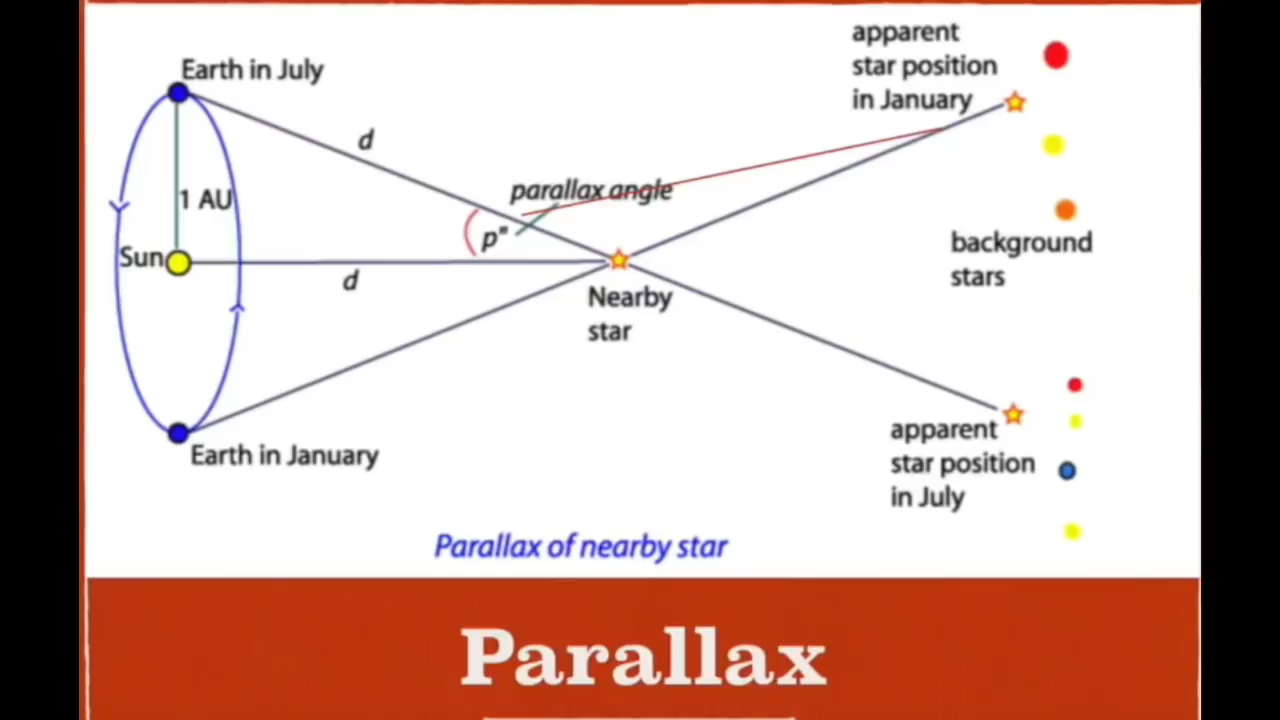 Earth in July
d
1 AU
Sun
d
parallax angle
p"
Nearby
star
Earth in January
apparent
star position
in January
background
stars
apparent
star position
in July
Parallax of nearby star
Parallax